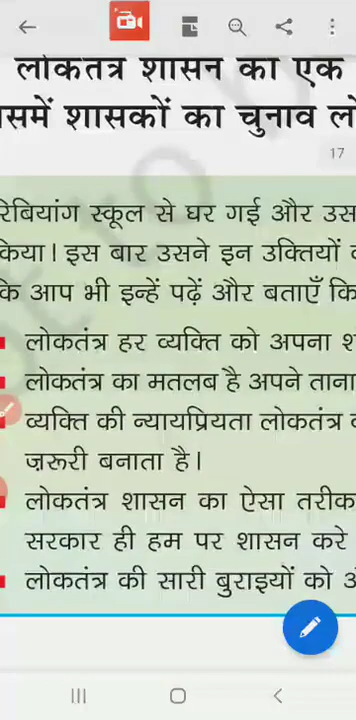 लोकतंत्र शासन का एक
समें शासकों का चुनाव लो
17
रिबियांग स्कूल से घर गई और उस
किया। इस बार उसने इन उक्तियों
कि आप भी इन्हें पढ़ें और बताएँ कि
लोकतंत्र हर व्यक्ति को अपना श
लोकतंत्र का मतलब है अपने ताना
व्यक्ति की न्यायप्रियता लोकतंत्र
ज़रूरी बनाता है।
लोकतंत्र शासन का ऐसा तरीक
सरकार ही हम पर शासन करे
लोकतंत्र की सारी बुराइयों को